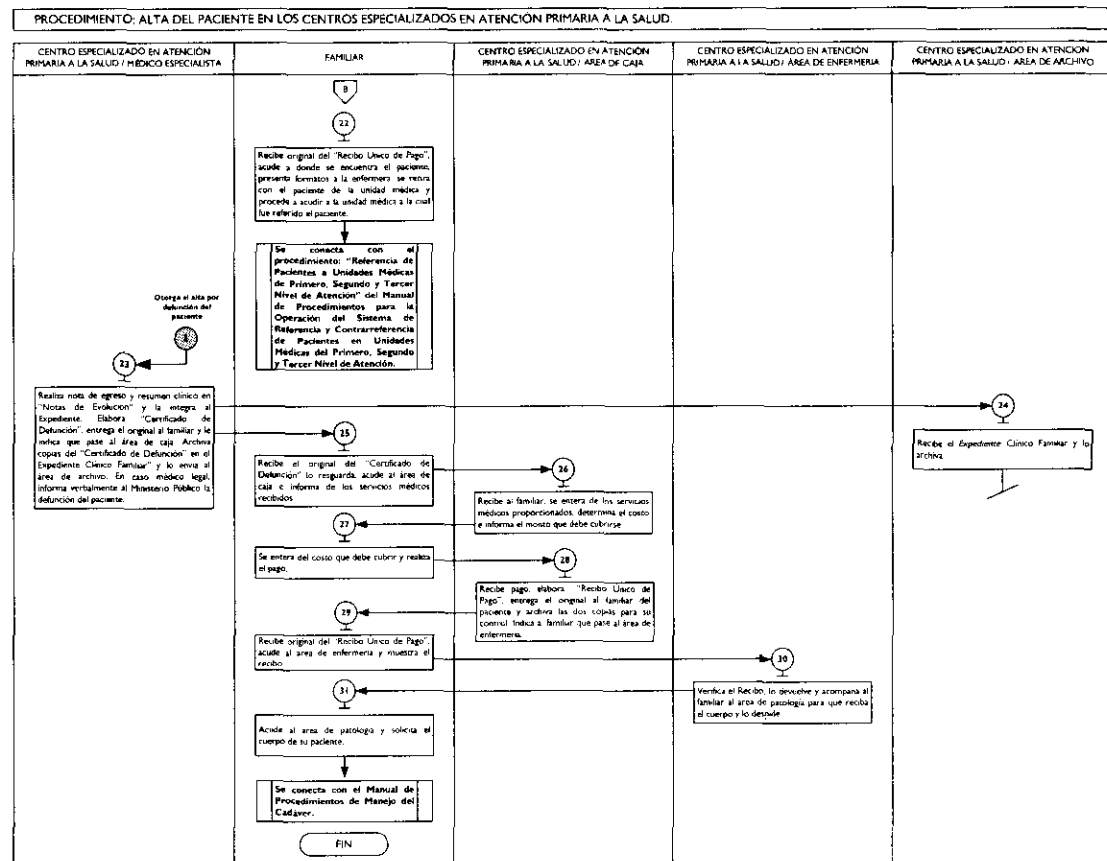 PROCEDIMIENTO: ALTA DEL PACIENTE EN LOS CENTROS ESPECIALIZADOS EN ATENCIÓN PRIMARIA A LA SALUD.
CENTRO ESPECIALIZADO EN ATENCIÓN
PRIMARIA A LA SALUD / MÉDICO ESPECIALISTA
FAMILIAR
CENTRO ESPECIALIZADO EN ATENCIÓN
PRIMARIA A LA SALUD / AREA DE CAJA
CENTRO ESPECIALIZADO EN ATENCIÓN
PRIMARIA A LA SALUD / ÁREA DE ENFERMERIA
CENTRO ESPECIALIZADO EN ATENCION
PRIMARIA A LA SALUD / AREA DE ARCHIVO
B
22
Recibe original del "Recibo Unico de Pago",
acude a donde se encuentra el paciente,
presenta formatos a la enfermera se retira
con el paciente de la unidad médica y
procede a acudir a la unidad médica a la cual
fue referido el paciente.
Se conecta con el
procedimiento: "Referencia de
Pacientes a Unidades Médicas
de Primero, Segundo y Tercer
Nivel de Atención" del Manual
de Procedimientos para la
Operación del Sistema de
Referencia y Contrarreferencia
de Pacientes en Unidades
Médicas del Primero, Segundo
y Tercer Nivel de Atención.
Otorga el alta por
defunción del
paciente
23
Realiza nota de egreso y resumen clínico en
"Notas de Evolución" y la integra al
Expediente. Elabora "Certificado de
Defunción", entrega el original al familiar y le
indica que pase al área de caja. Archiva
copias del "Certificado de Defunción" en el
Expediente Clínico Familiar" y lo envia al
área de archivo. En caso médico legal,
informa verbalmente al Ministerio Público la
defunción del paciente.
24
Recibe el Expediente Clínico Familiar y lo
archiva
25
Recibe el original del "Certificado de
Defunción" lo resguarda, acude al área de
caja e informa de los servicios médicos
recibidos
26
Recibe al familiar, se entera de los servicios
médicos proporcionados, determina el costo
e informa el monto que debe cubrirse
27
Se entera del costo que debe cubrir y realiza
el pago.
28
Recibe pago, elabora "Recibo Unico de
Pago", entrega el original al familiar del
paciente y archiva las dos copias para su
control. Indica a familiar que pase al área de
enfermería.
29
Recibe original del "Recibo Unico de Pago",
acude al area de enfermeria y muestra el
recibo
30
Verifica el Recibo, lo devuelve y acompaña al
familiar al area de patología para que reciba
el cuerpo y lo despide
31
Acude al area de patologia y solicita el
cuerpo de su paciente.
Se conecta con el Manual de
Procedimientos de Manejo del
Cadáver.
FIN